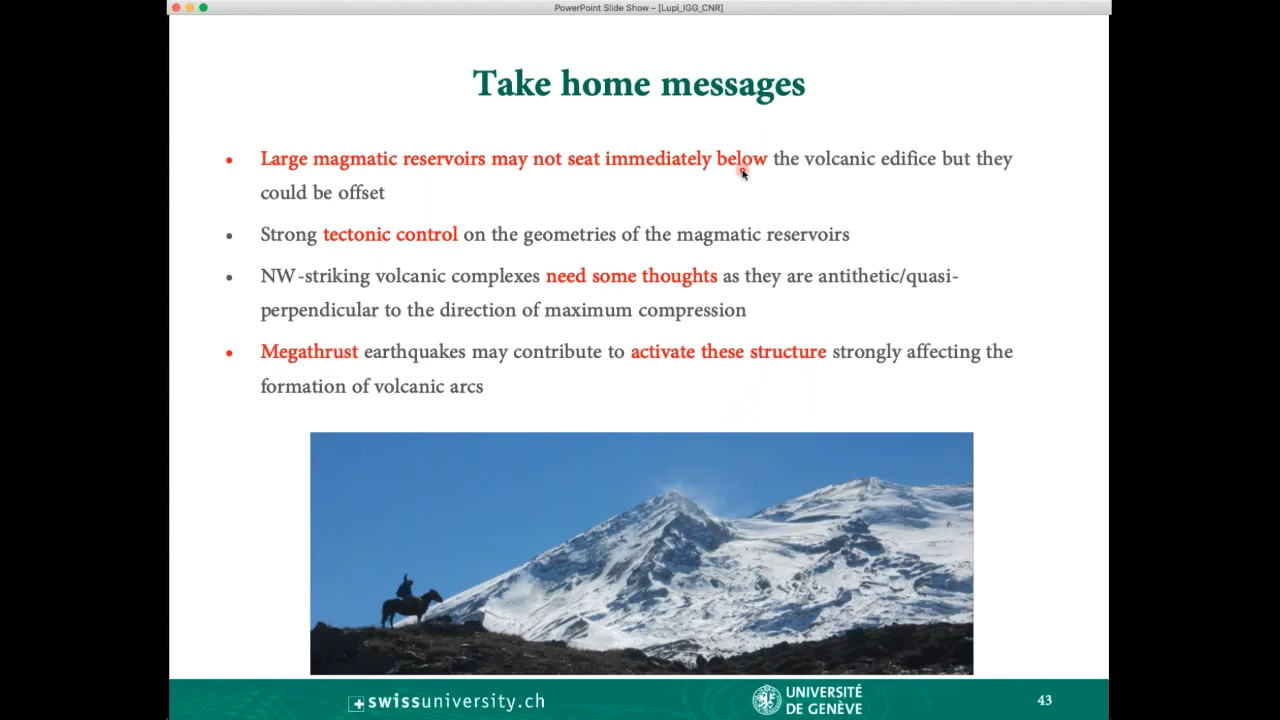 PowerPoint Slide Show – [Lupi_IGG_CNR]
Take home messages
• Large magmatic reservoirs may not seat immediately below the volcanic edifice but they
could be offset
• Strong tectonic control on the geometries of the magmatic reservoirs
• NW-striking volcanic complexes need some thoughts as they are antithetic/quasi-
perpendicular to the direction of maximum compression
• Megathrust earthquakes may contribute to activate these structure strongly affecting the
formation of volcanic arcs
swissuniversity.ch
UNIVERSITÉ
DE GENÈVE
43